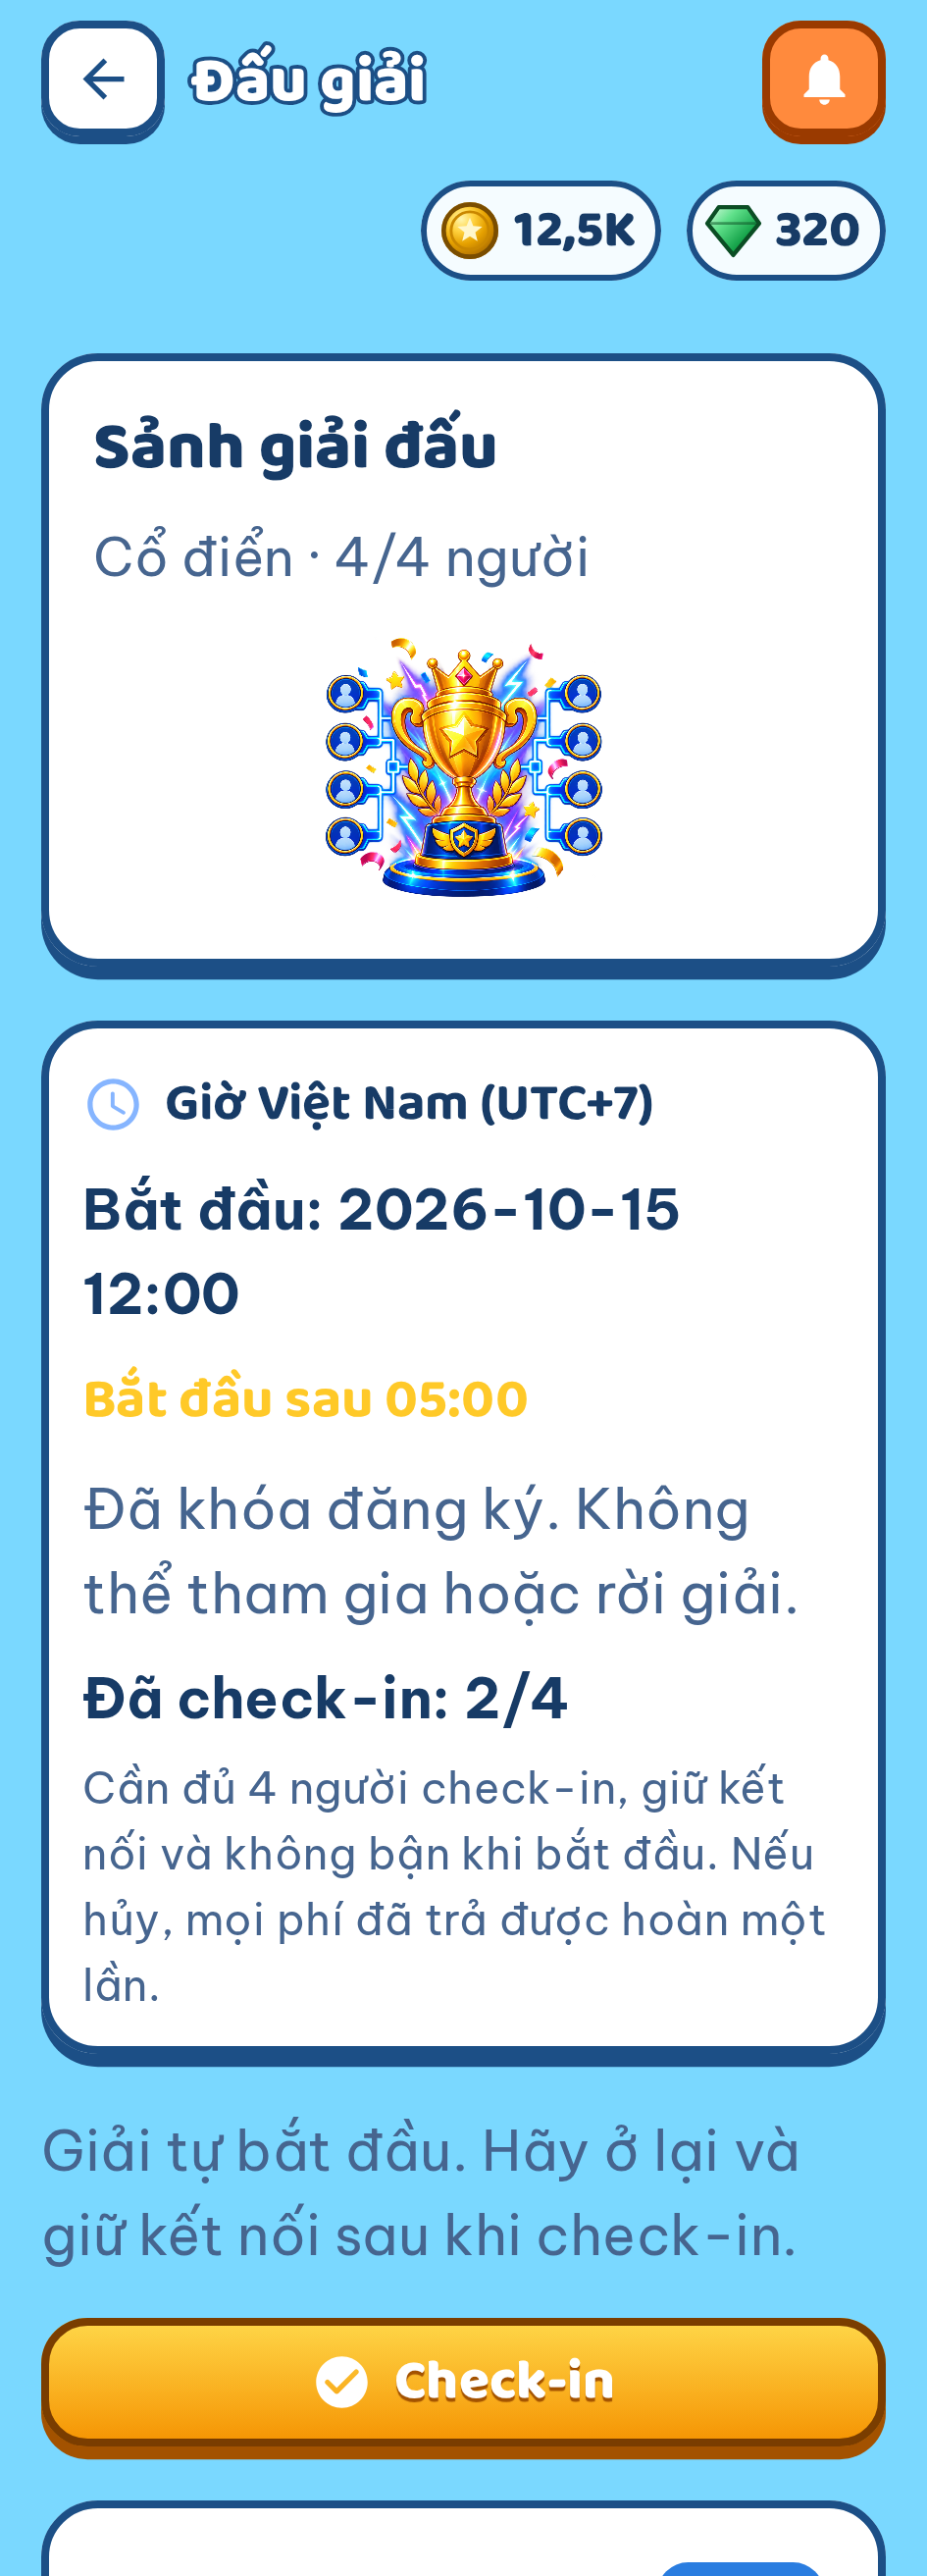 Đấu giải
12,5K
320
Sảnh giải đấu
Cổ điển · 4/4 người
Giờ Việt Nam (UTC+7)
Bắt đầu: 2026-10-15
12:00
Bắt đầu sau 05:00
Đã khóa đăng ký. Không
thể tham gia hoặc rời giải.
Đã check-in: 2/4
Cần đủ 4 người check-in, giữ kết
nối và không bận khi bắt đầu. Nếu
hủy, mọi phí đã trả được hoàn một
lần.
Giải tự bắt đầu. Hãy ở lại và
giữ kết nối sau khi check-in.
Check-in